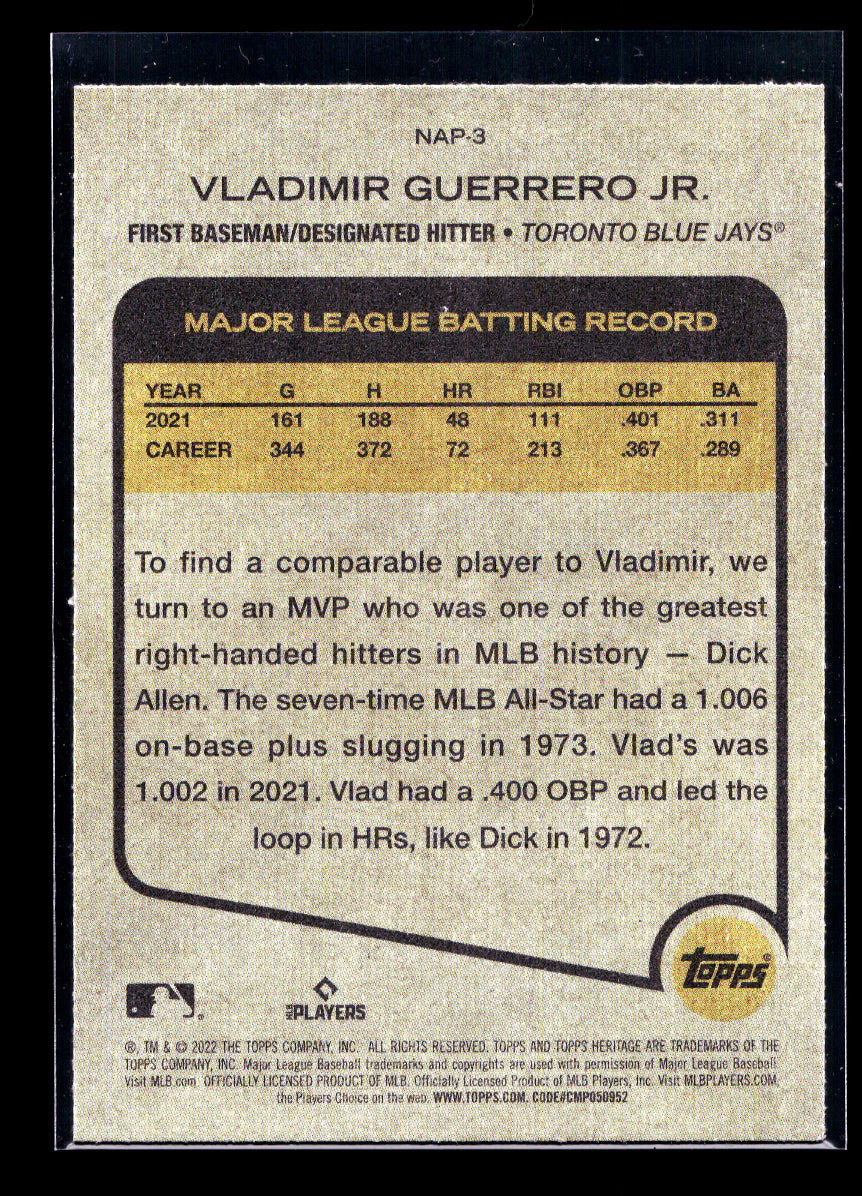 NAP-3
VLADIMIR GUERRERO JR.
FIRST BASEMAN/DESIGNATED HITTER • TORONTO BLUE JAYS®
MAJOR LEAGUE BATTING RECORD
YEAR G H HR RBI OBP BA
2021 161 188 48 111 .401 .311
CAREER 344 372 72 213 .367 .289
To find a comparable player to Vladimir, we
turn to an MVP who was one of the greatest
right-handed hitters in MLB history — Dick
Allen. The seven-time MLB All-Star had a 1.006
on-base plus slugging in 1973. Vlad's was
1.002 in 2021. Vlad had a .400 OBP and led the
loop in HRs, like Dick in 1972.
topps®
MLB PLAYERS
®, TM & © 2022 THE TOPPS COMPANY, INC. ALL RIGHTS RESERVED. TOPPS AND TOPPS HERITAGE ARE TRADEMARKS OF THE
TOPPS COMPANY, INC. Major League Baseball trademarks and copyrights are used with permission of Major League Baseball.
Visit MLB.com. OFFICIALLY LICENSED PRODUCT OF MLB. Officially Licensed Product of MLB Players, Inc. Visit MLBPLAYERS.COM,
the Players Choice on the web. WWW.TOPPS.COM. CODE#CMP050952